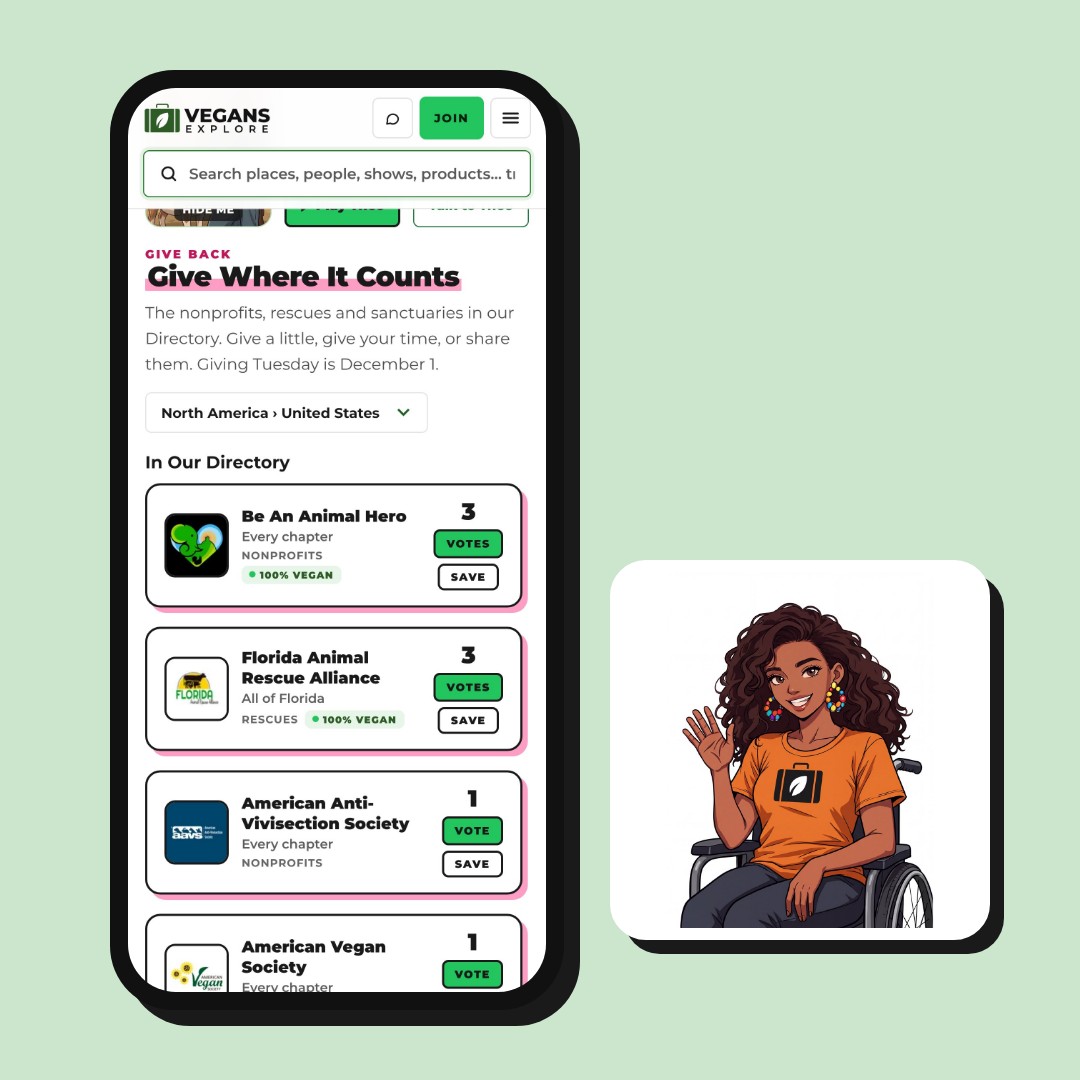 VEGANS
EXPLORE
JOIN
Search places, people, shows, products...
HIDE ME
GIVE BACK
Give Where It Counts
The nonprofits, rescues and sanctuaries in our
Directory. Give a little, give your time, or share
them. Giving Tuesday is December 1.
North America › United States
In Our Directory
Be An Animal Hero
Every chapter
NONPROFITS
100% VEGAN
3
VOTES
SAVE
Florida Animal
Rescue Alliance
All of Florida
RESCUES 100% VEGAN
3
VOTES
SAVE
FLORIDA
American Anti-
Vivisection Society
Every chapter
NONPROFITS
1
VOTE
SAVE
aavs
American Vegan
Society
Every chapter
1
VOTE
AMERICAN
Vegan
SOCIETY